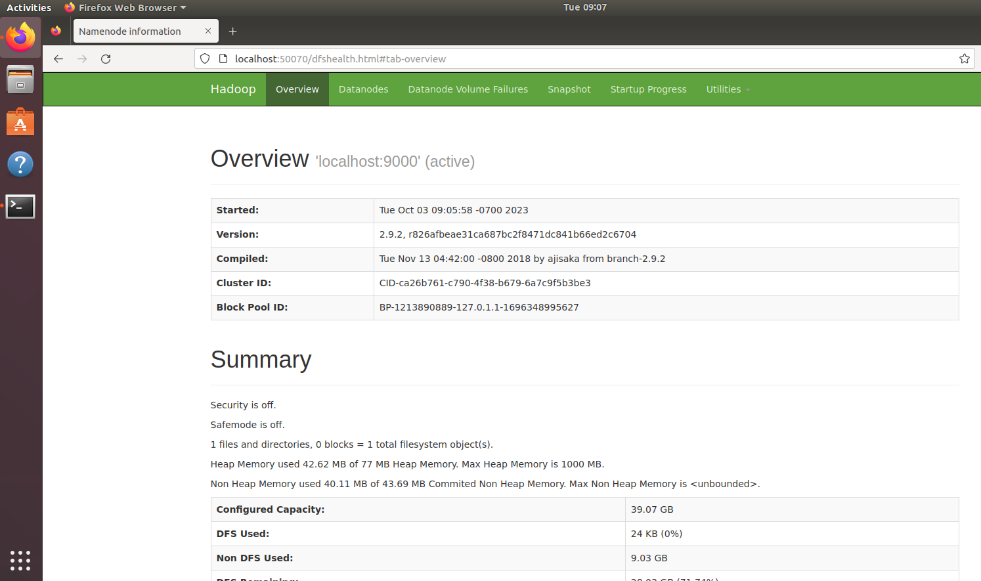 Activities Firefox Web Browser Tue 09:07
Namenode information
localhost:50070/dfshealth.html#tab-overview
Hadoop Overview Datanodes Datanode Volume Failures Snapshot Startup Progress Utilities
Overview 'localhost:9000' (active)
Started: Tue Oct 03 09:05:58 -0700 2023
Version: 2.9.2, r826afbeae31ca687bc2f8471dc841b66ed2c6704
Compiled: Tue Nov 13 04:42:00 -0800 2018 by ajisaka from branch-2.9.2
Cluster ID: CID-ca26b761-c790-4f38-b679-6a7c9f5b3be3
Block Pool ID: BP-1213890889-127.0.1.1-1696348995627
Summary
Security is off.
Safemode is off.
1 files and directories, 0 blocks = 1 total filesystem object(s).
Heap Memory used 42.62 MB of 77 MB Heap Memory. Max Heap Memory is 1000 MB.
Non Heap Memory used 40.11 MB of 43.69 MB Commited Non Heap Memory. Max Non Heap Memory is <unbounded>.
Configured Capacity: 39.07 GB
DFS Used: 24 KB (0%)
Non DFS Used: 9.03 GB
DFS Remaining: 28.03 GB (71.74%)